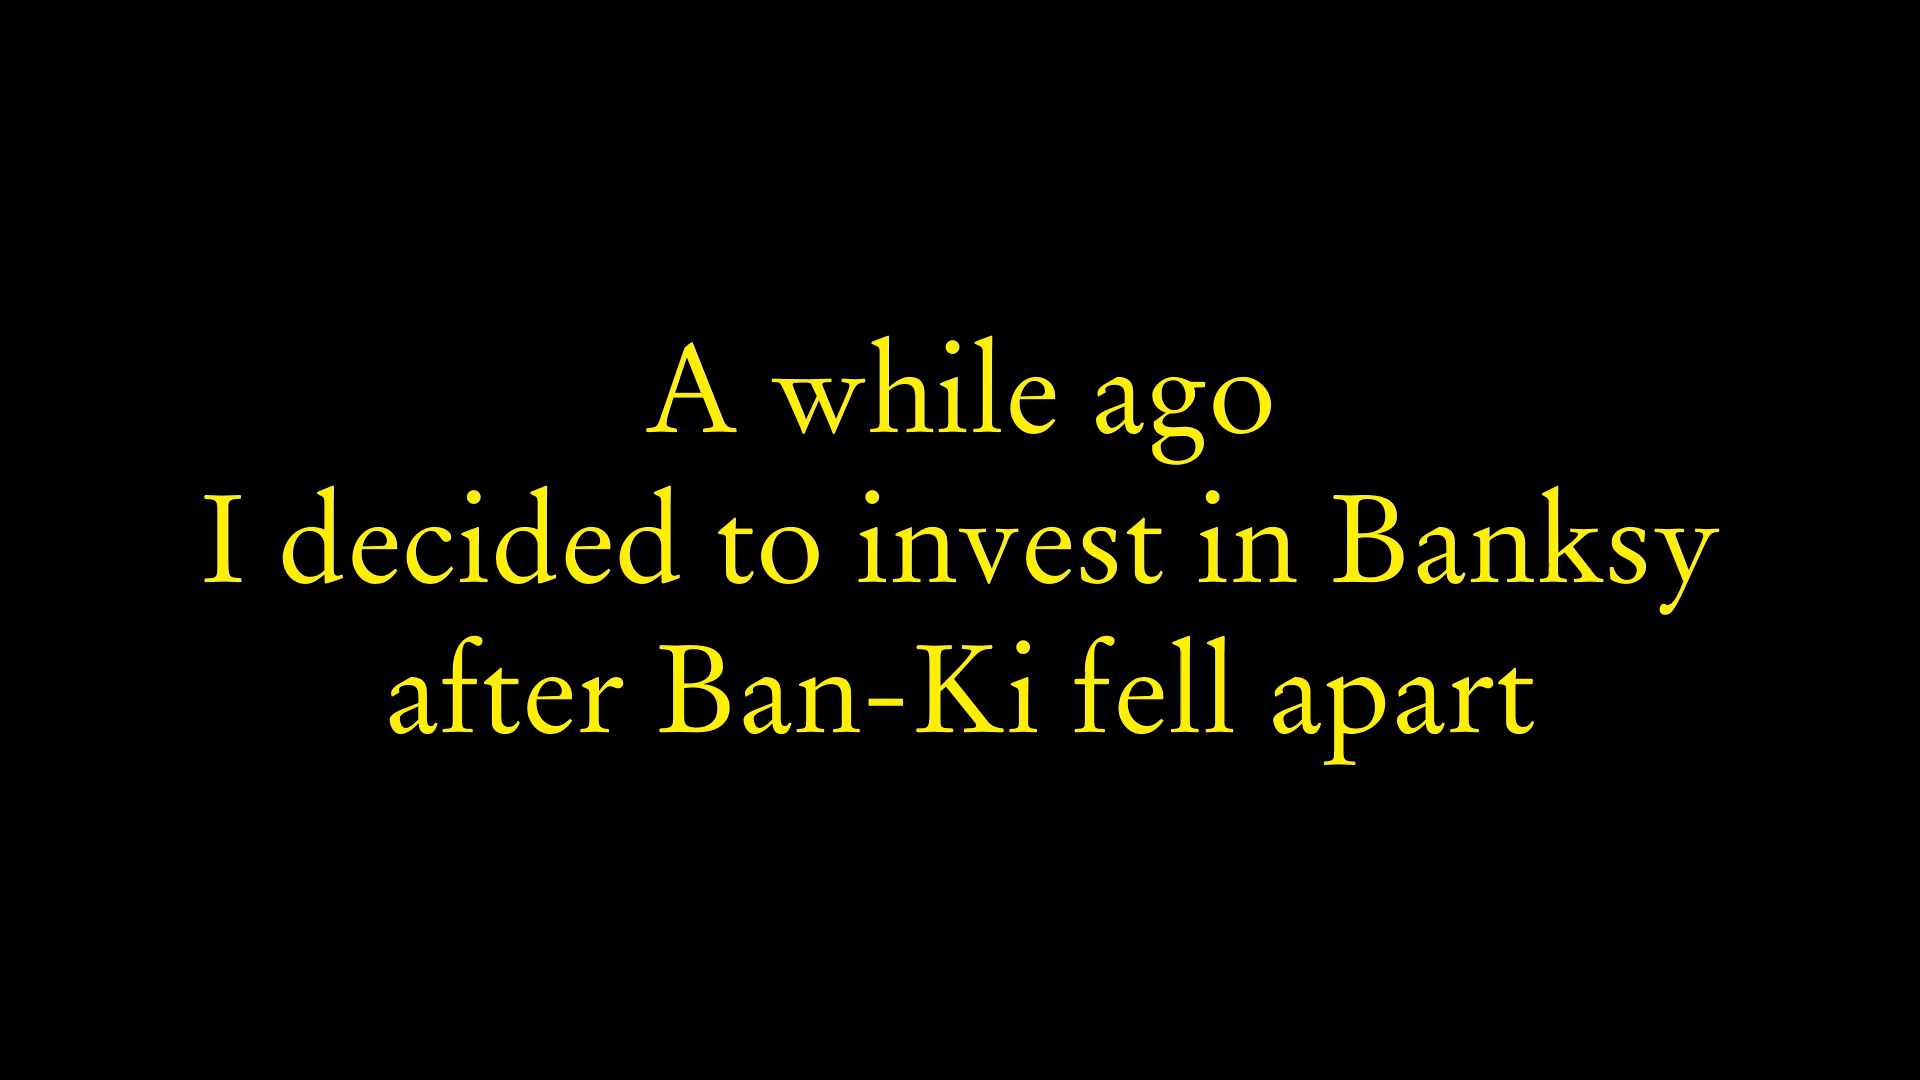 A while ago
I decided to invest in Banksy
after Ban-Ki fell apart